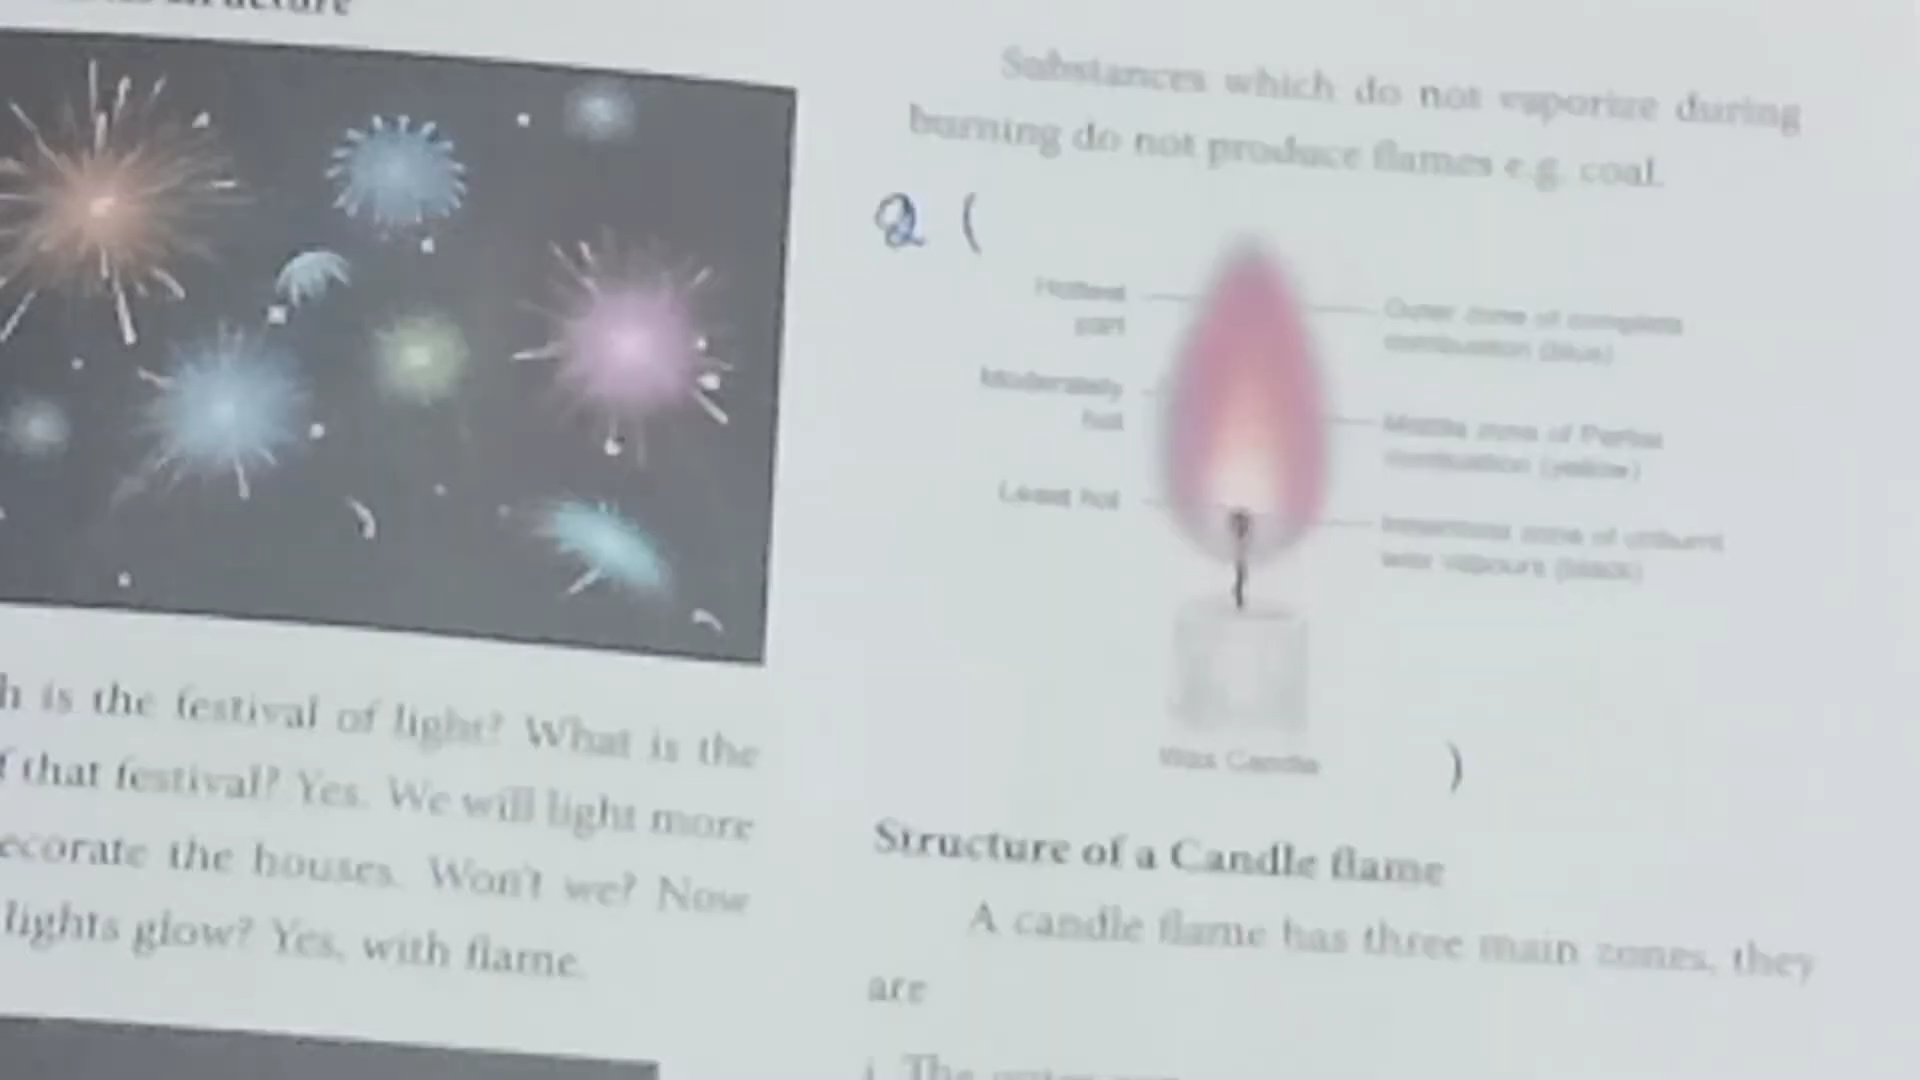 structure
h is the festival of light? What is the
f that festival? Yes. We will light more
ecorate the houses. Won't we? Now
lights glow? Yes, with flame.
Substances which do not vaporize during
burning do not produce flames e.g. coal.
Q (
Hottest
part
Moderately
hot
Least hot
Outer zone of complete
combustion (blue)
Middle zone of Partial
combustion (yellow)
Innermost zone of unburnt
wax vapours (black)
Wax Candle
)
Structure of a Candle flame
A candle flame has three main zones, they
are
i. The outer